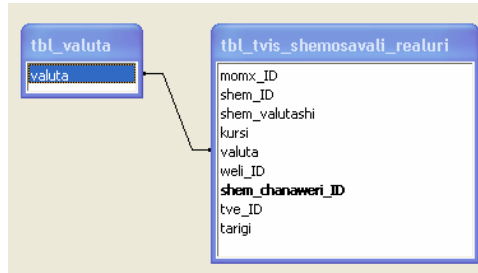 tbl_valuta
valuta
tbl_tvis_shemosavali_realuri
momx_ID
shem_ID
shem_valutashi
kursi
valuta
weli_ID
shem_chanaweri_ID
tve_ID
tarigi